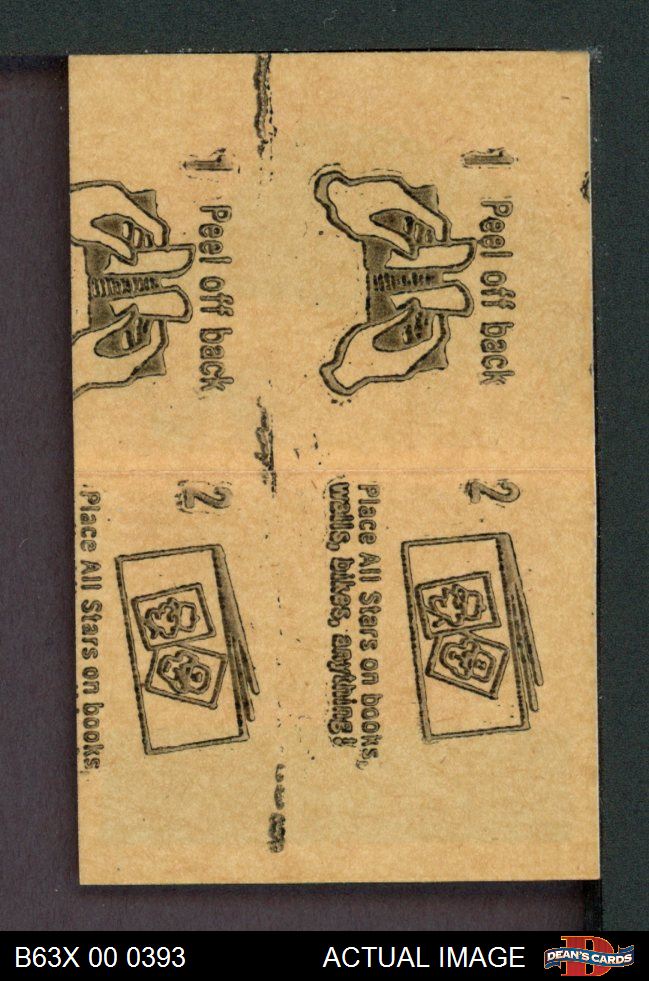 1
Peel off back
2
Place All Stars on books,
wells, bikes, anything!
1
Peel off back
2
Place All Stars on books,
B63X 00 0393
ACTUAL IMAGE
DEAN'S CARDS